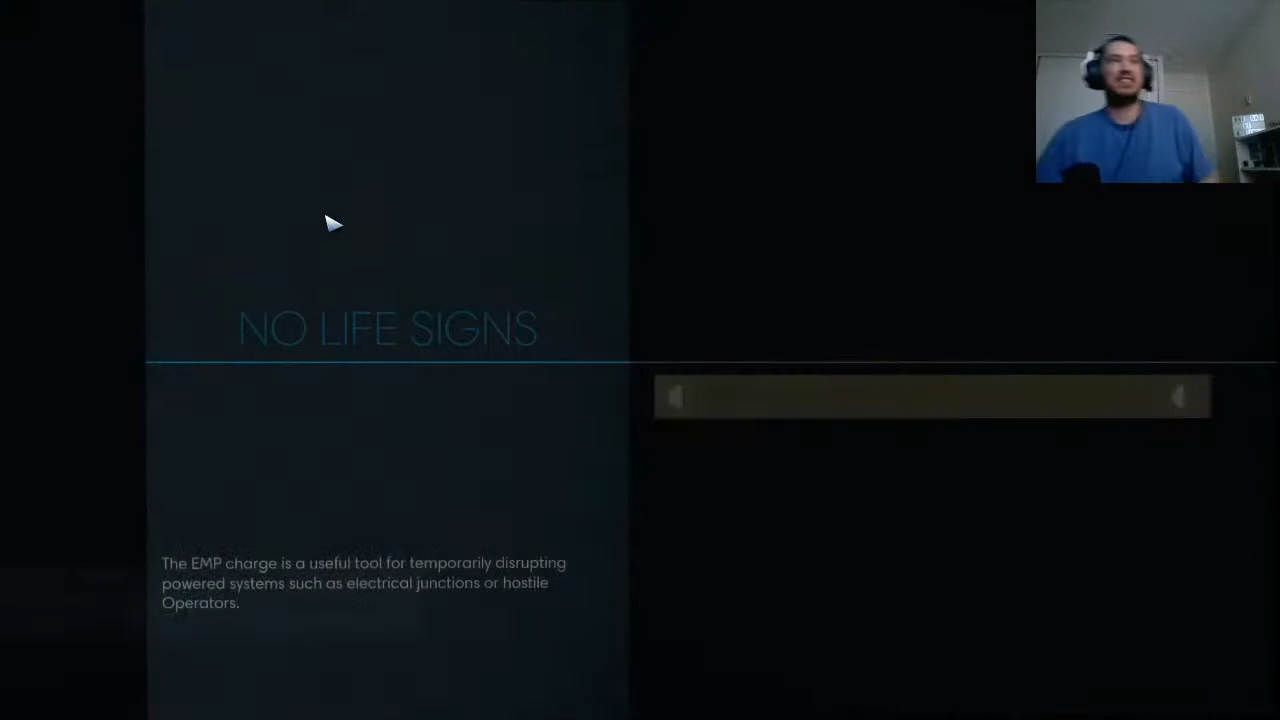 NO LIFE SIGNS
The EMP charge is a useful tool for temporarily disrupting
powered systems such as electrical junctions or hostile
Operators.